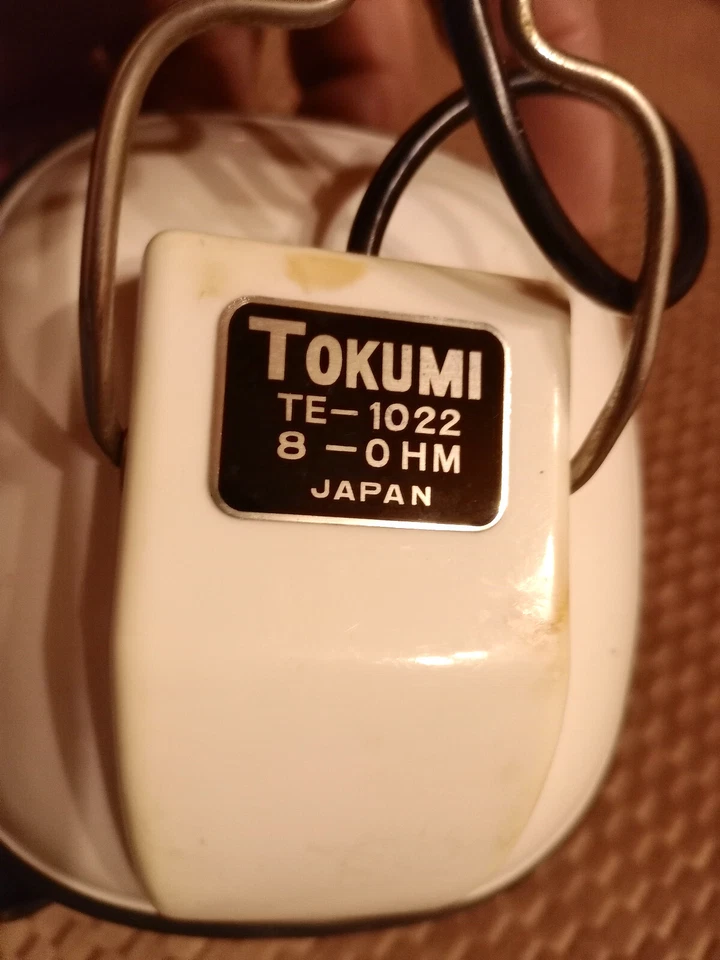 TOKUMI
TE-1022
8-OHM
JAPAN